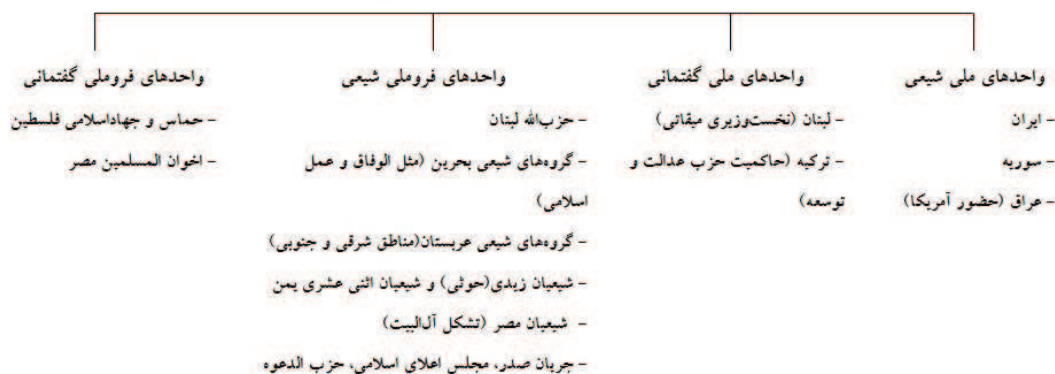 واحدهای ملی شیعی
- ایران
- سوریه
- عراق (حضور آمریکا)
واحدهای ملی گفتمانی
- لبنان (نخست‌وزیری میقاتی)
- ترکیه (حاکمیت حزب عدالت و
توسعه)
واحدهای فروملی شیعی
- حزب‌الله لبنان
- گروه‌های شیعی بحرین (مثل الوفاق و عمل
اسلامی)
- گروه‌های شیعی عربستان(مناطق شرقی و جنوبی)
- شیعیان زیدی(حوثی) و شیعیان اثنی عشری یمن
- شیعیان مصر (تشکل آل‌البیت)
- جریان صدر، مجلس اعلای اسلامی، حزب الدعوه
واحدهای فروملی گفتمانی
- حماس و جهاداسلامی فلسطین
- اخوان المسلمین مصر